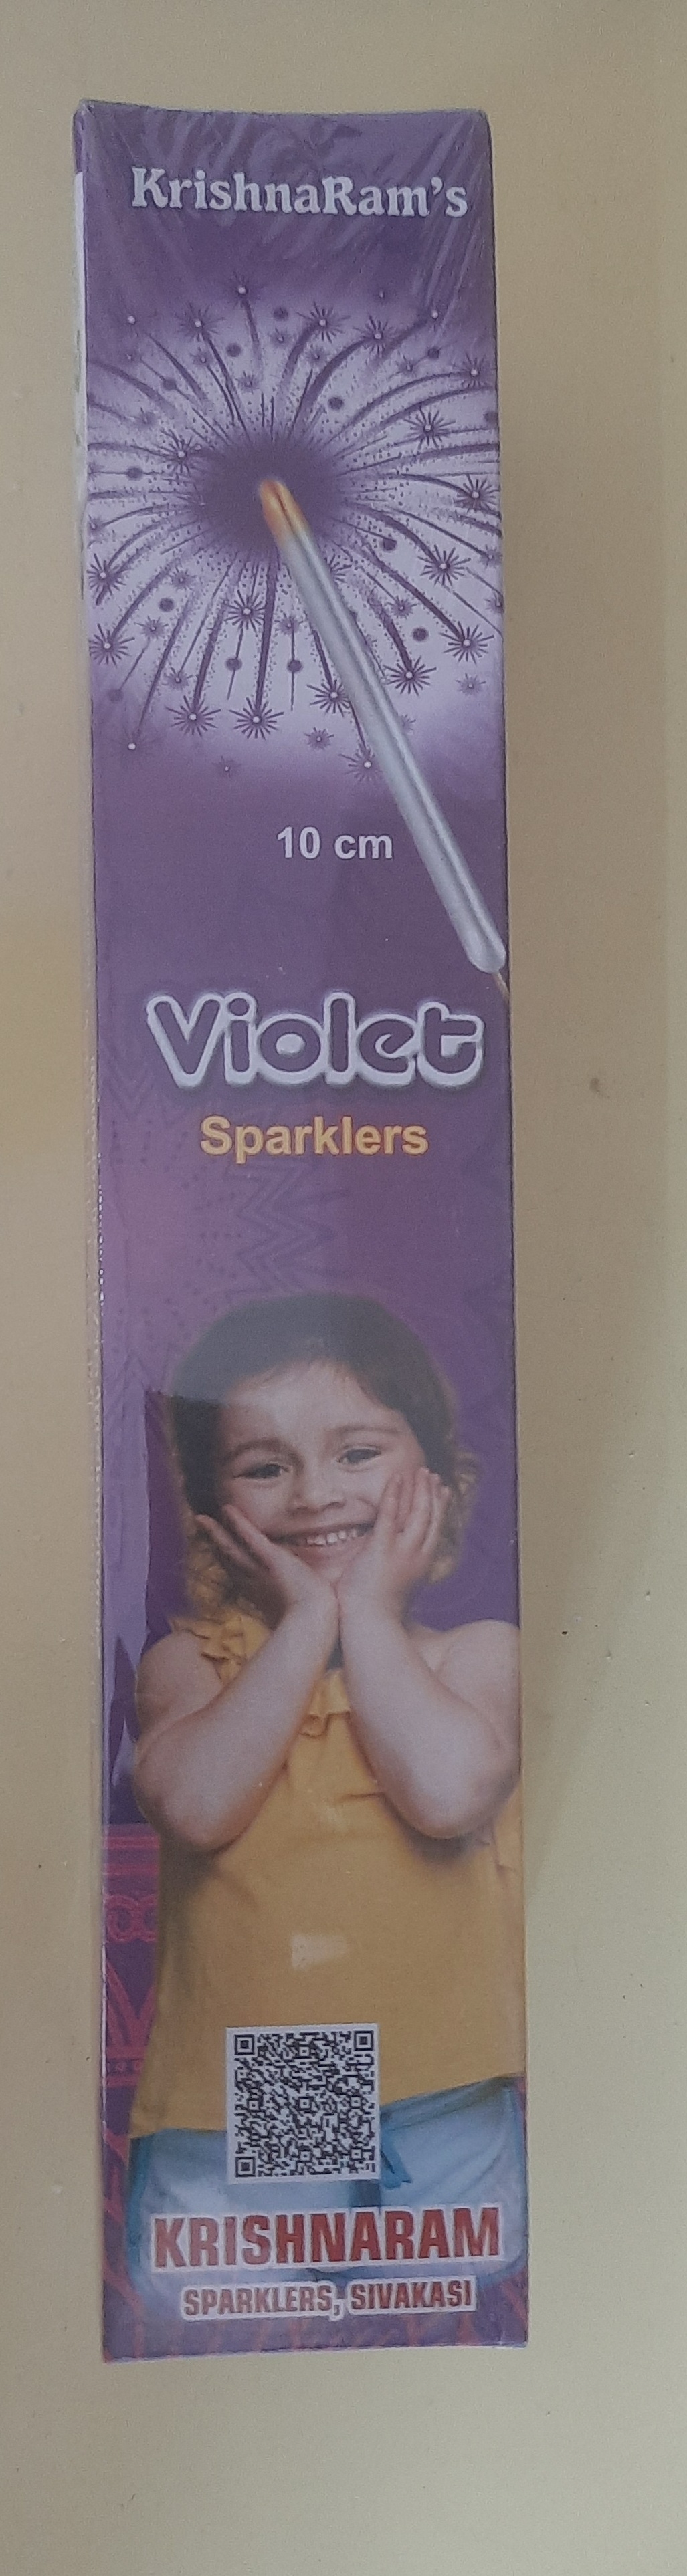 KrishnaRam's
10 cm
Violet
Sparklers
KRISHNARAM
SPARKLERS, SIVAKASI